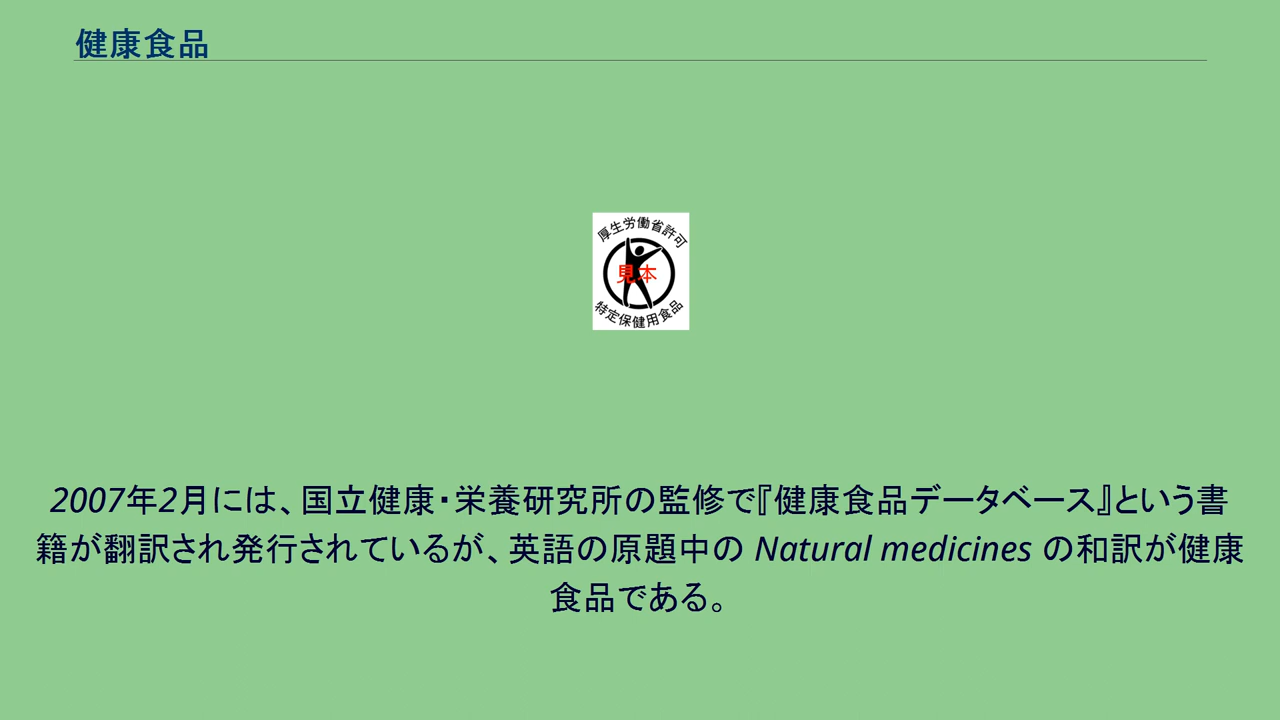 健康食品
厚生労働省許可
見本
特定保健用食品
2007年2月には、国立健康・栄養研究所の監修で『健康食品データベース』という書
籍が翻訳され発行されているが、英語の原題中の Natural medicines の和訳が健康
食品である。